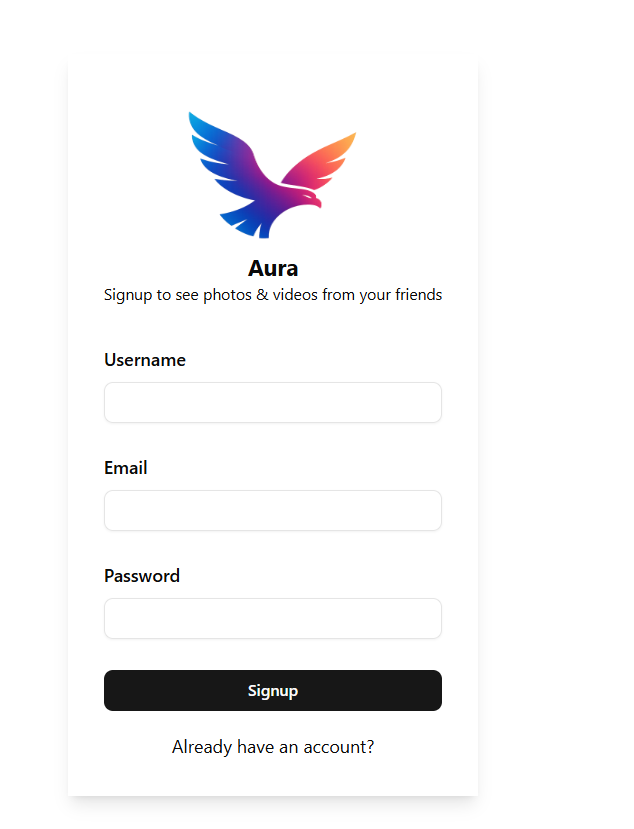 Aura
Signup to see photos & videos from your friends
Username
Email
Password
Signup
Already have an account?